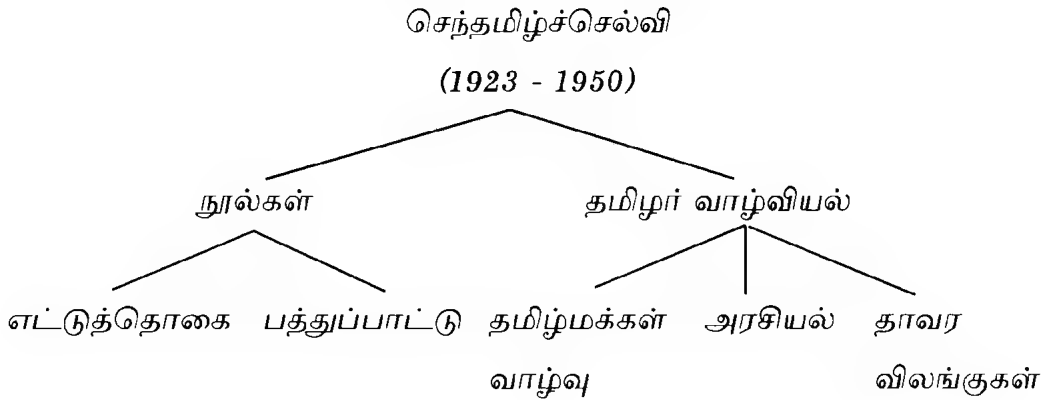 செந்தமிழ்ச்செல்வி
(1923 - 1950)
நூல்கள் தமிழர் வாழ்வியல்
எட்டுத்தொகை பத்துப்பாட்டு தமிழ்மக்கள் அரசியல் தாவர
வாழ்வு விலங்குகள்